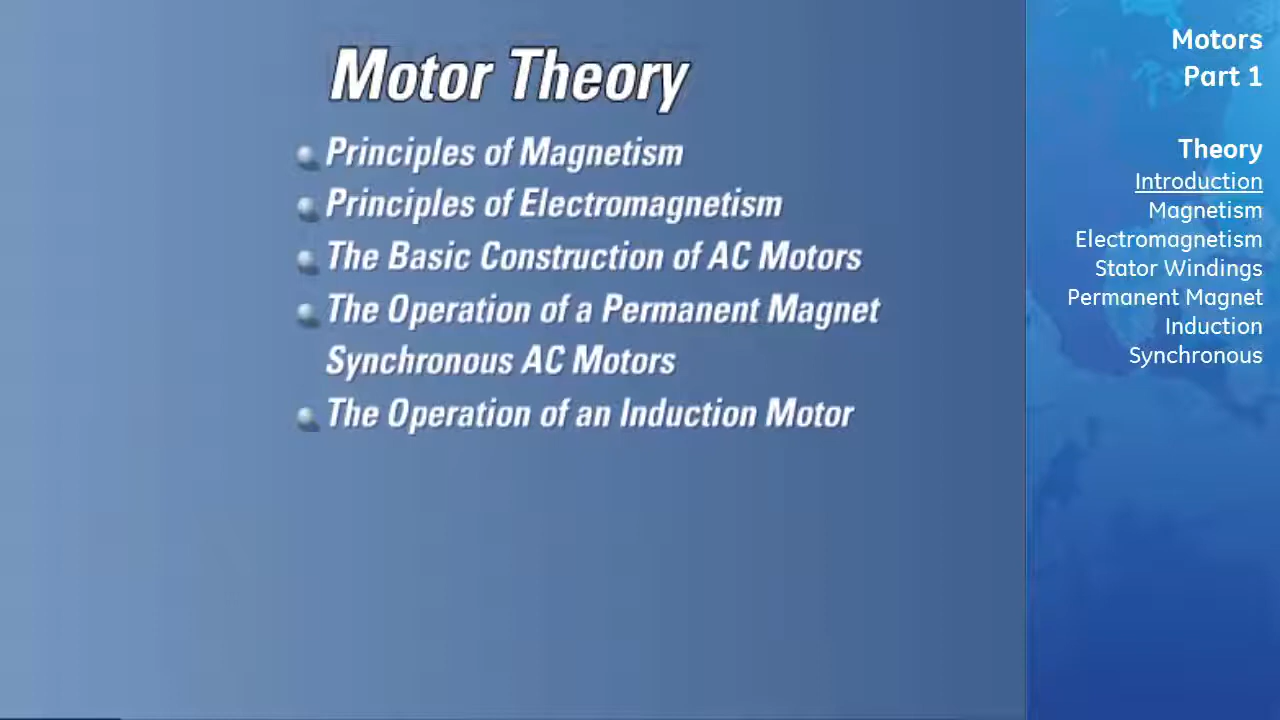 Motor Theory
Principles of Magnetism
Principles of Electromagnetism
The Basic Construction of AC Motors
The Operation of a Permanent Magnet
Synchronous AC Motors
The Operation of an Induction Motor
Motors
Part 1
Theory
Introduction
Magnetism
Electromagnetism
Stator Windings
Permanent Magnet
Induction
Synchronous